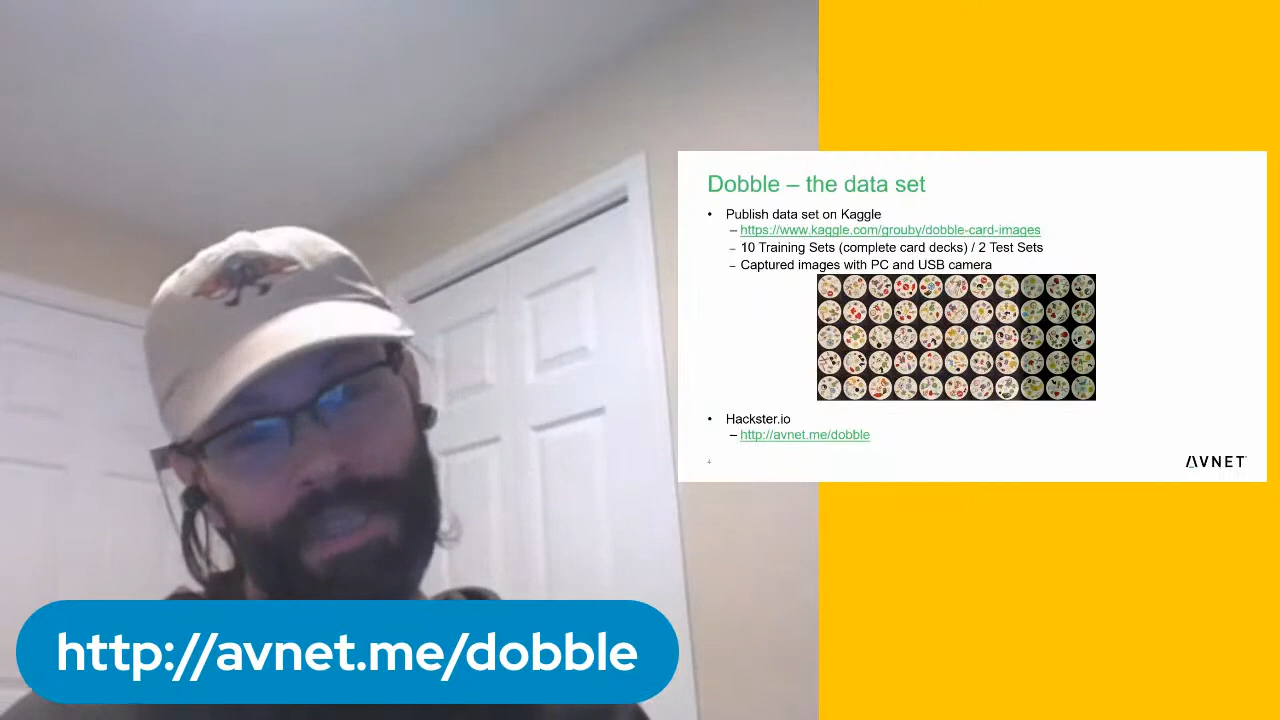 Dobble – the data set
• Publish data set on Kaggle
– https://www.kaggle.com/grouby/dobble-card-images
– 10 Training Sets (complete card decks) / 2 Test Sets
– Captured images with PC and USB camera
• Hackster.io
– http://avnet.me/dobble
4
AVNET
http://avnet.me/dobble